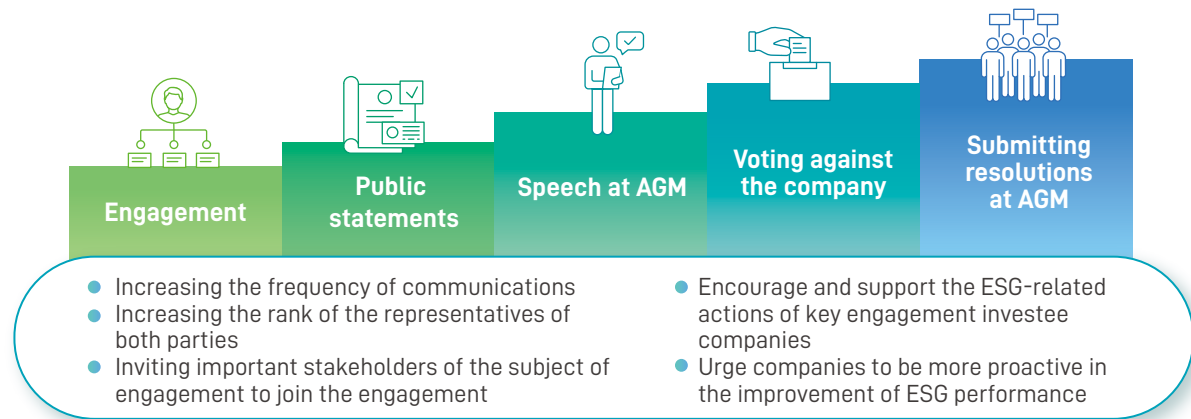 Engagement
Public
statements
Speech at AGM
Voting against
the company
Submitting
resolutions
at AGM
Increasing the frequency of communications
Increasing the rank of the representatives of
both parties
Inviting important stakeholders of the subject of
engagement to join the engagement
Encourage and support the ESG-related
actions of key engagement investee
companies
Urge companies to be more proactive in
the improvement of ESG performance